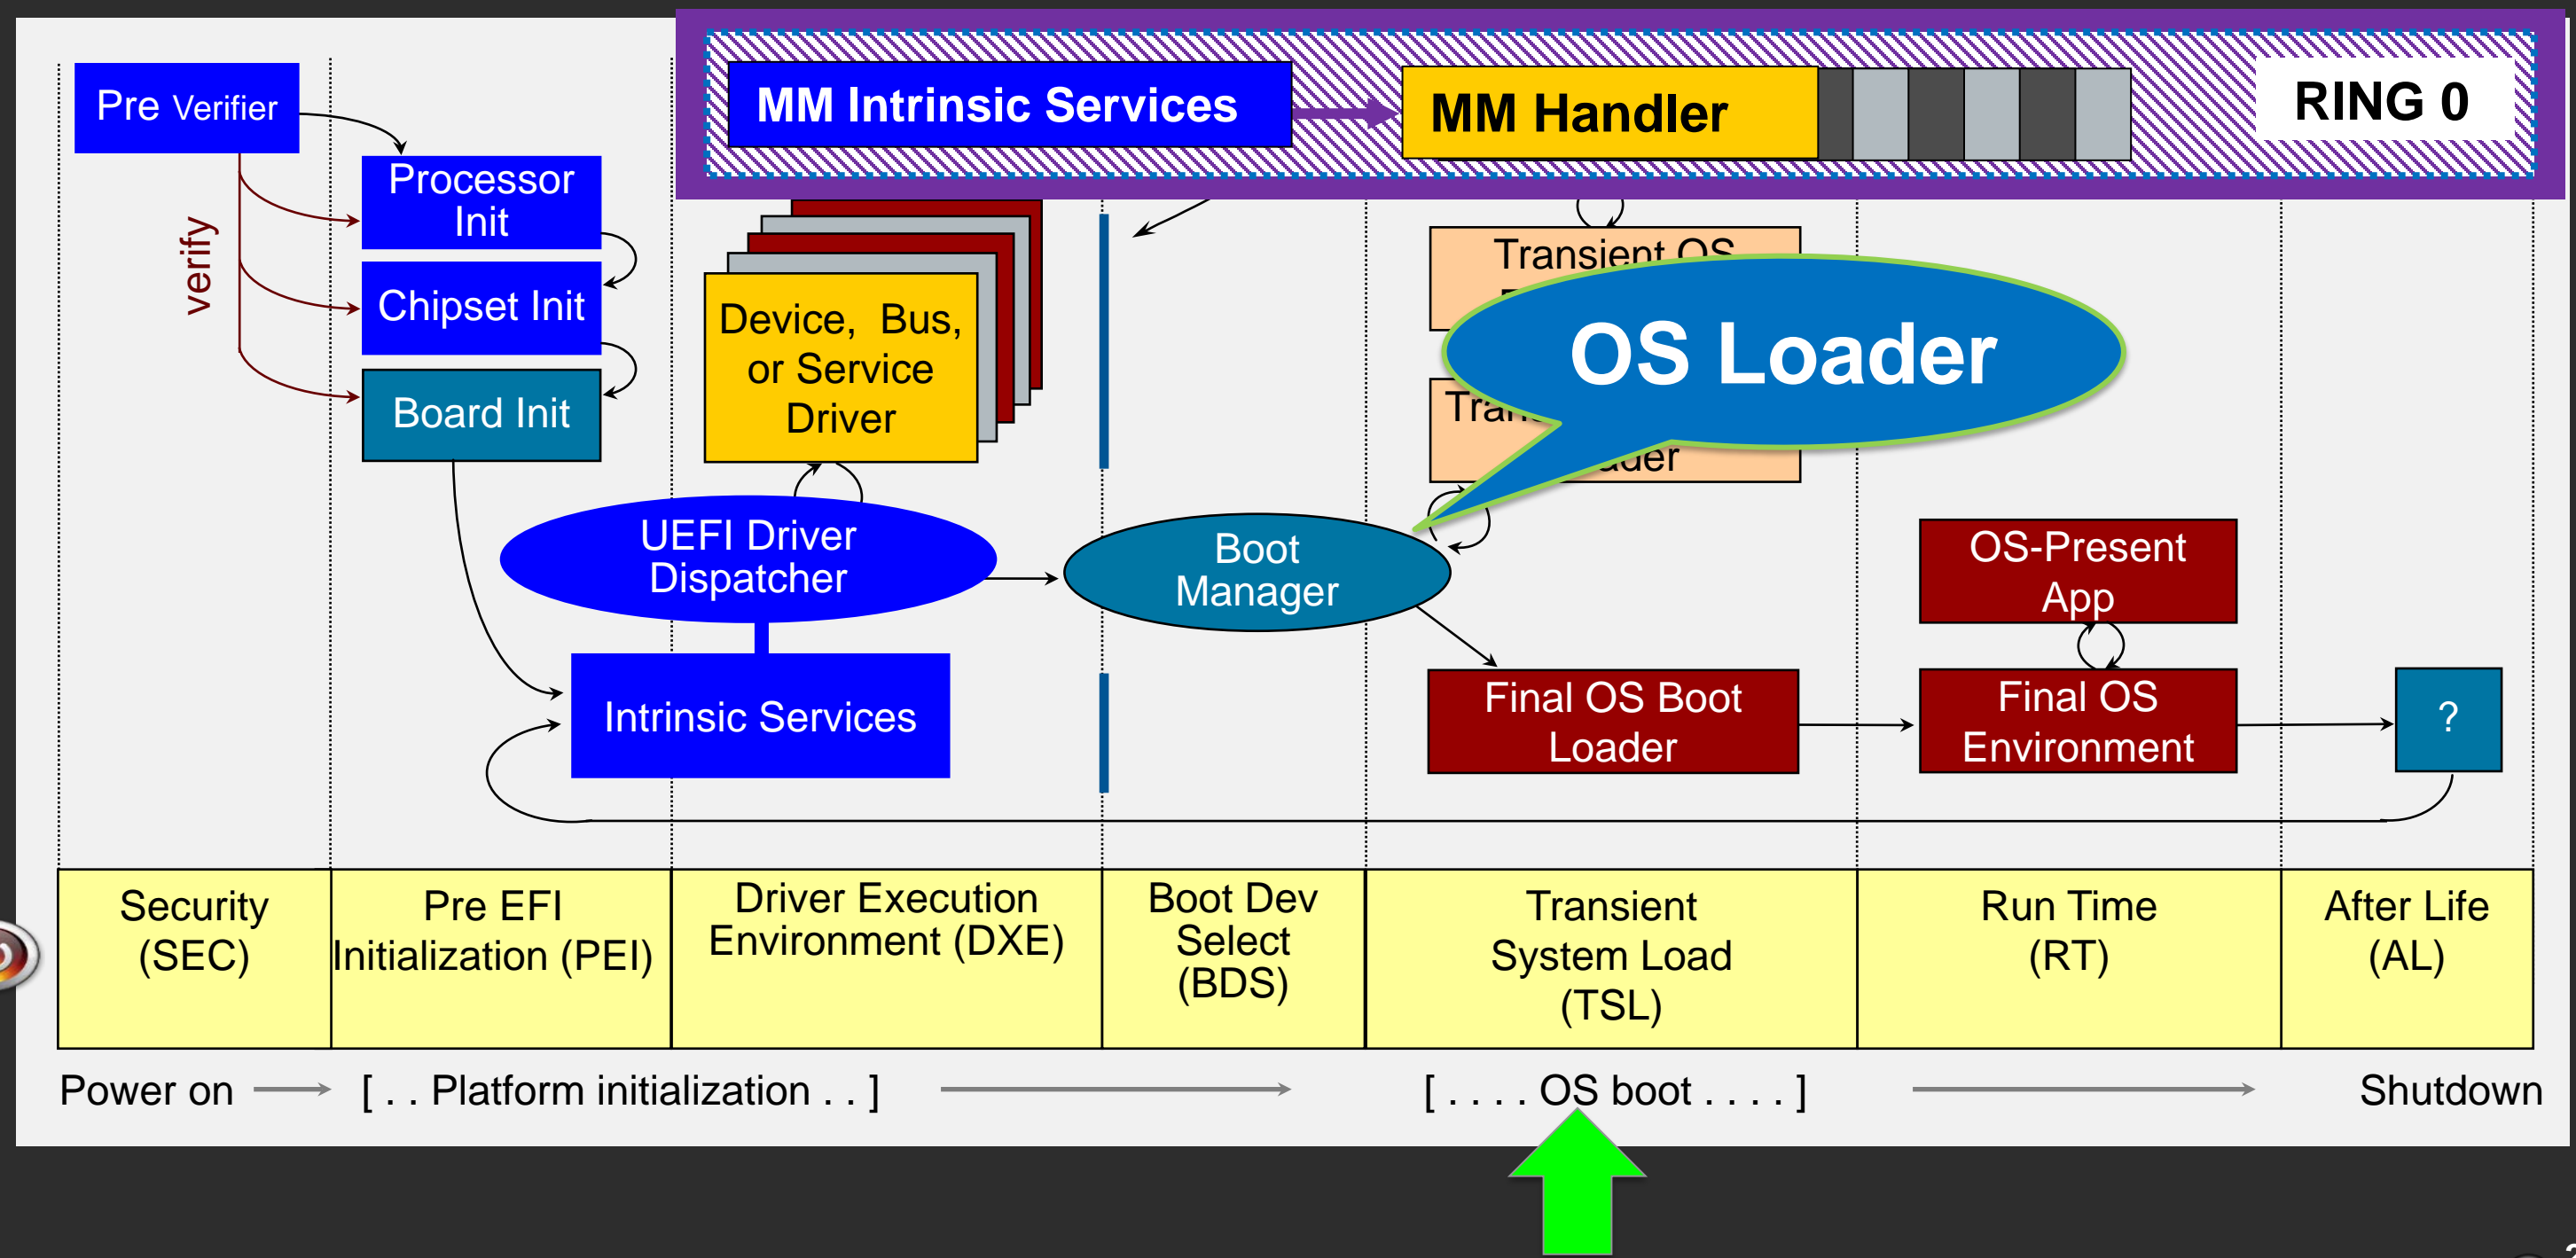 Pre Verifier
MM Intrinsic Services
MM Handler
RING 0
verify
Processor
Init
Chipset Init
Board Init
Device, Bus,
or Service
Driver
Transient OS
OS Loader
UEFI Driver
Dispatcher
Boot
Manager
Intrinsic Services
Final OS Boot
Loader
OS-Present
App
Final OS
Environment
?
Security
(SEC)
Pre EFI
Initialization (PEI)
Driver Execution
Environment (DXE)
Boot Dev
Select
(BDS)
Transient
System Load
(TSL)
Run Time
(RT)
After Life
(AL)
Power on
[ . . Platform initialization . . ]
[ . . . . OS boot . . . . ]
Shutdown